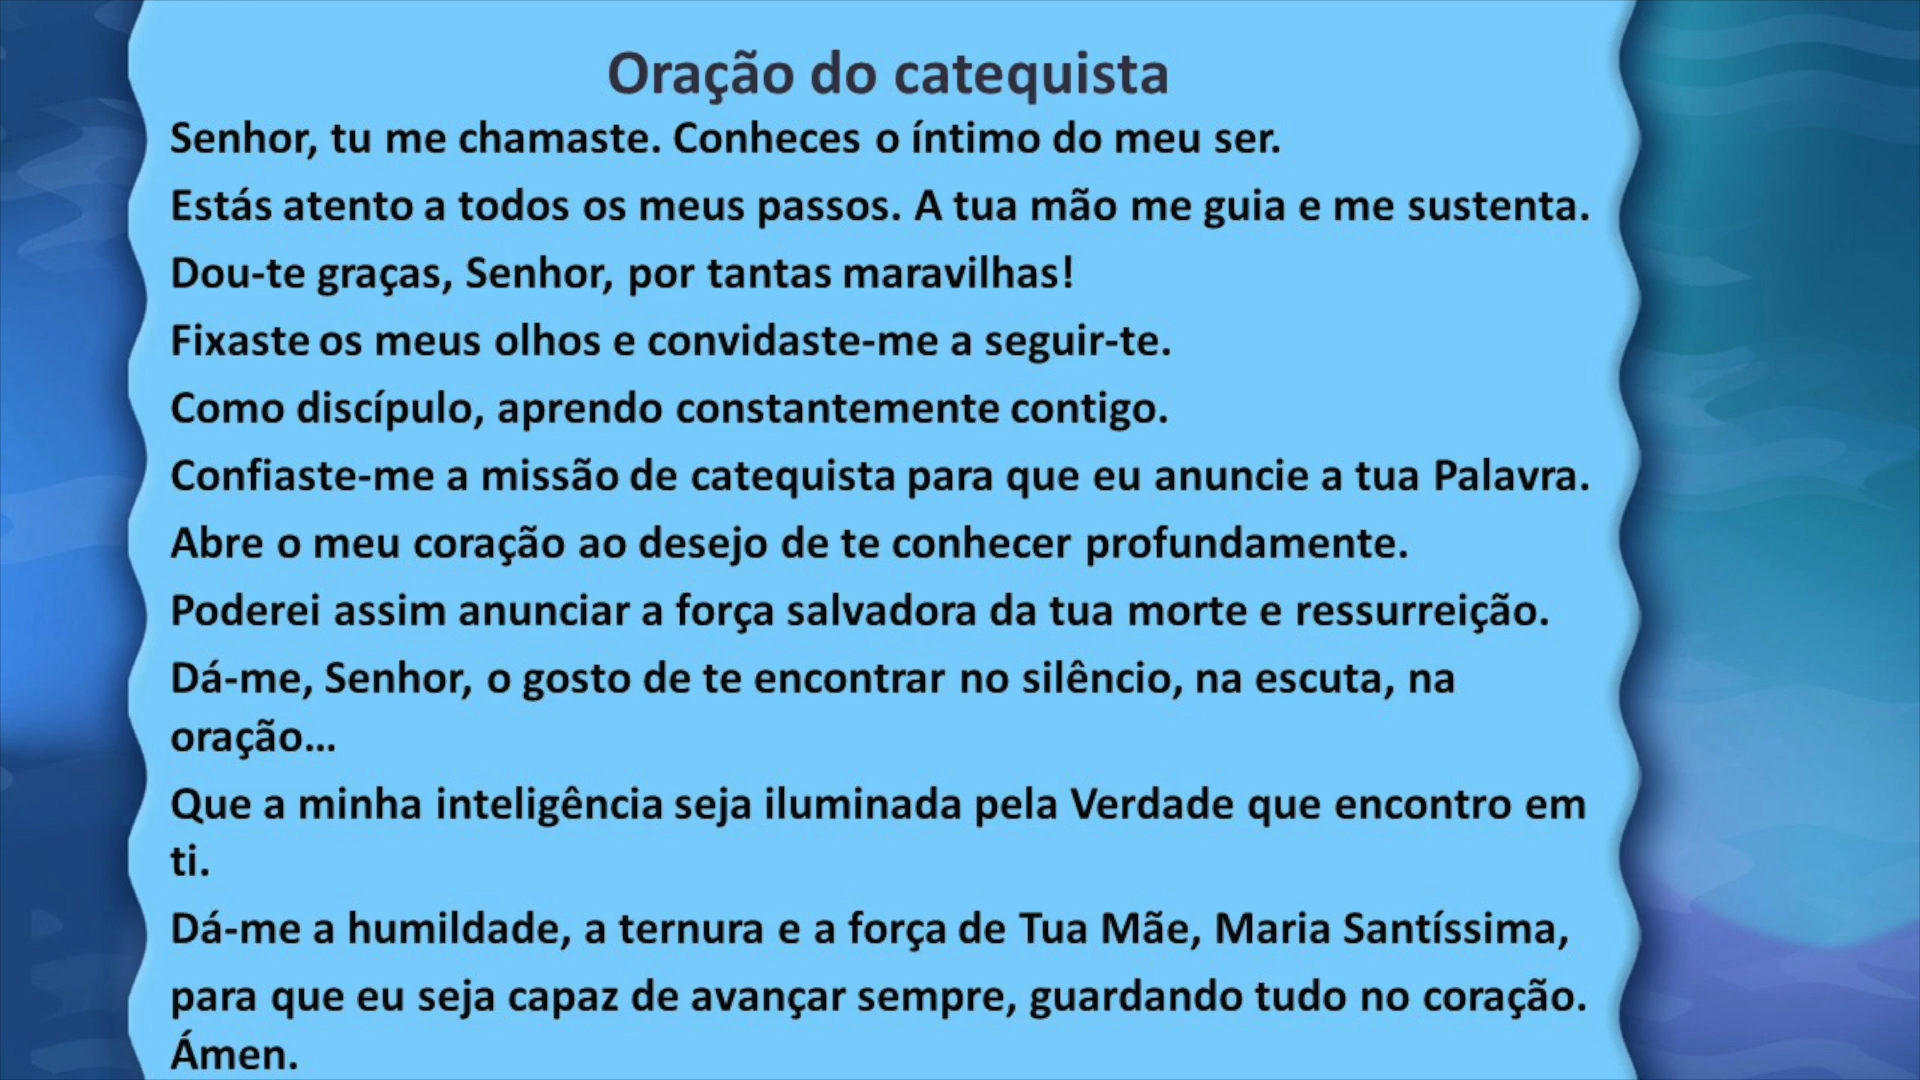 Oração do catequista
Senhor, tu me chamaste. Conheces o íntimo do meu ser.
Estás atento a todos os meus passos. A tua mão me guia e me sustenta.
Dou-te graças, Senhor, por tantas maravilhas!
Fixaste os meus olhos e convidaste-me a seguir-te.
Como discípulo, aprendo constantemente contigo.
Confiaste-me a missão de catequista para que eu anuncie a tua Palavra.
Abre o meu coração ao desejo de te conhecer profundamente.
Poderei assim anunciar a força salvadora da tua morte e ressurreição.
Dá-me, Senhor, o gosto de te encontrar no silêncio, na escuta, na
oração…
Que a minha inteligência seja iluminada pela Verdade que encontro em
ti.
Dá-me a humildade, a ternura e a força de Tua Mãe, Maria Santíssima,
para que eu seja capaz de avançar sempre, guardando tudo no coração.
Ámen.